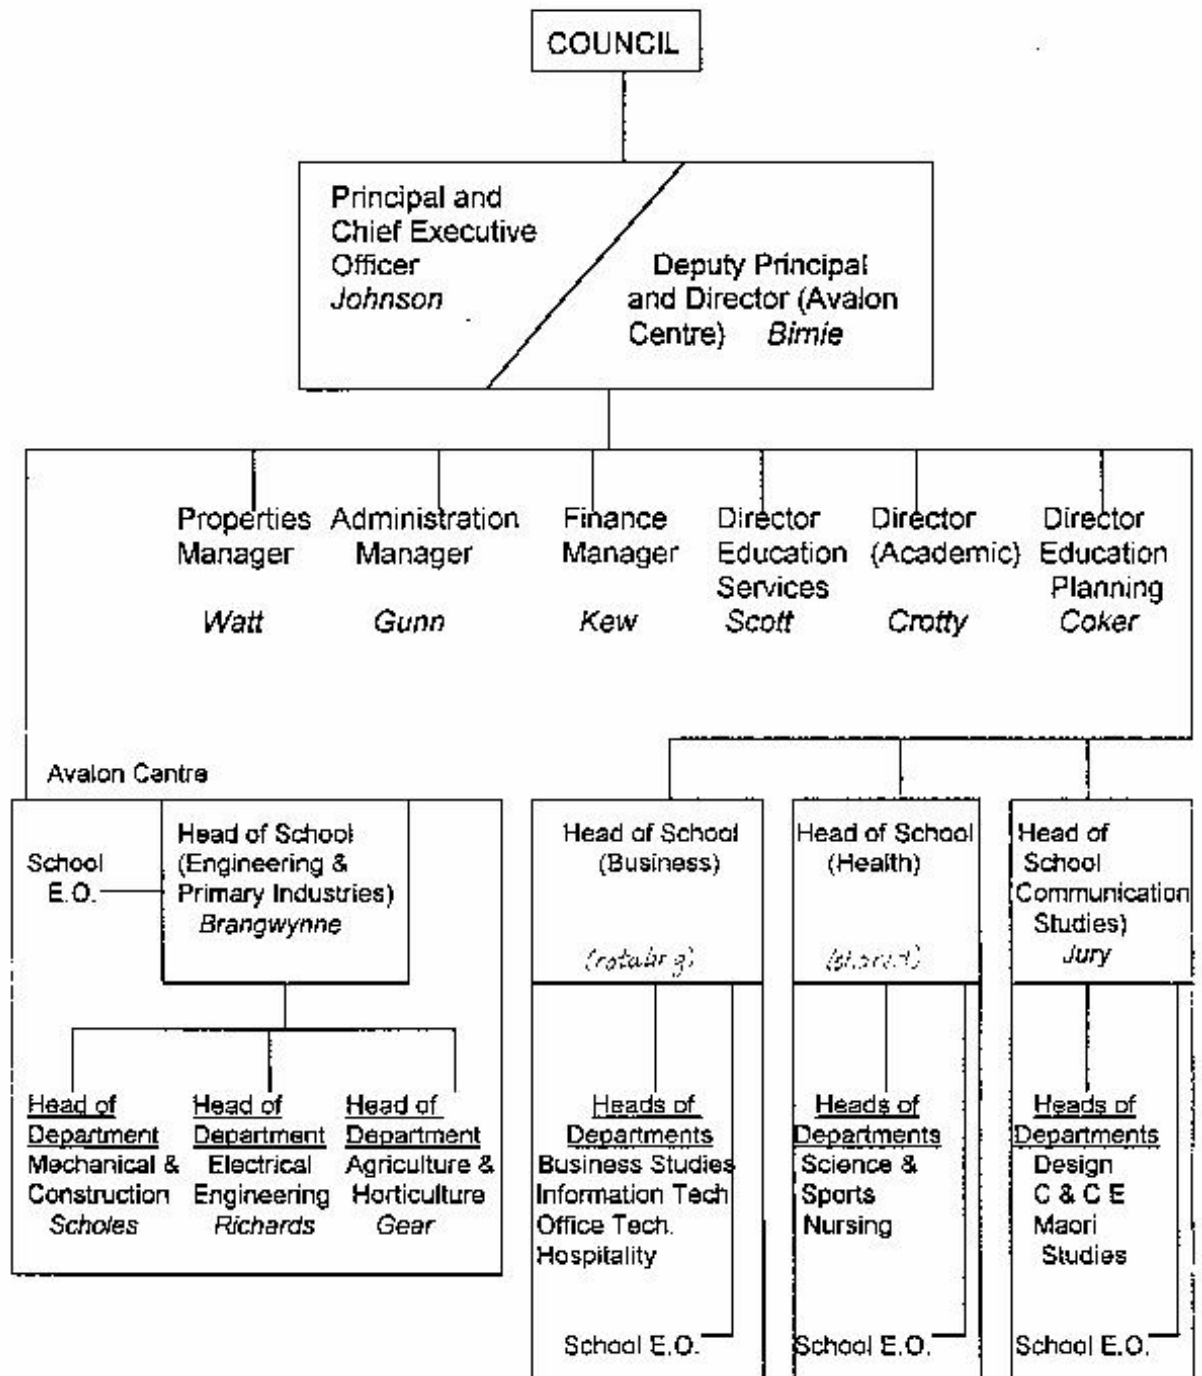 COUNCIL
Principal and
Chief Executive
Officer
Johnson
Deputy Principal
and Director (Avalon
Centre) Birnie
Properties
Manager
Watt
Administration
Manager
Gunn
Finance
Manager
Kew
Director
Education
Services
Scott
Director
(Academic)
Crotty
Director
Education
Planning
Coker
Avalon Centre
School
E.O.
Head of School
(Engineering &
Primary Industries)
Brangwynne
Head of
Department
Mechanical &
Construction
Scholes
Head of
Department
Electrical
Engineering
Richards
Head of
Department
Agriculture &
Horticulture
Gear
Head of School
(Business)
(rotating)
Heads of
Departments
Business Studies
Information Tech
Office Tech.
Hospitality
School E.O.
Head of School
(Health)
(shared)
Heads of
Departments
Science &
Sports
Nursing
School E.O.
Head of
School
Communication
Studies)
Jury
Heads of
Departments
Design
C & C E
Maori
Studies
School E.O.